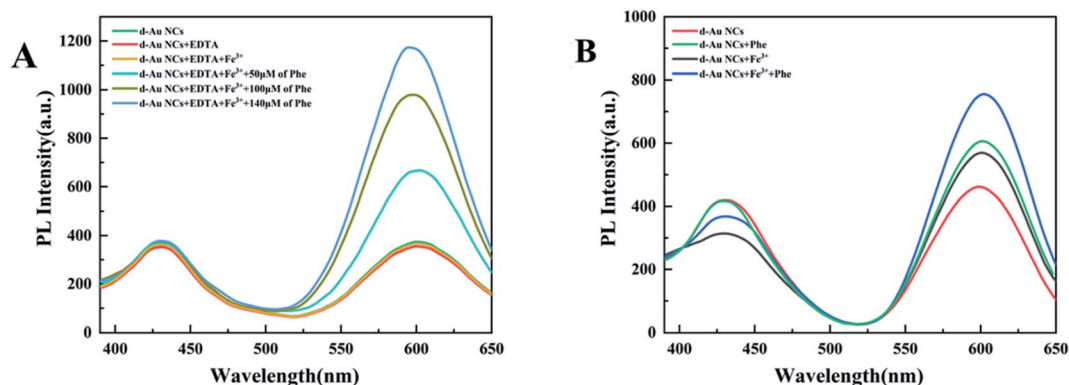 A
PL Intensity(a.u.)
1200
1000
800
600
400
200
0
d-Au NCs
d-Au NCs+EDTA
d-Au NCs+EDTA+Fe³⁺
d-Au NCs+EDTA+Fe³⁺+50μM of Phe
d-Au NCs+EDTA+Fe³⁺+100μM of Phe
d-Au NCs+EDTA+Fe³⁺+140μM of Phe
400 450 500 550 600 650
Wavelength(nm)
B
PL Intensity(a.u.)
1000
800
600
400
200
0
d-Au NCs
d-Au NCs+Phe
d-Au NCs+Fe³⁺
d-Au NCs+Fe³⁺+Phe
400 450 500 550 600 650
Wavelength(nm)